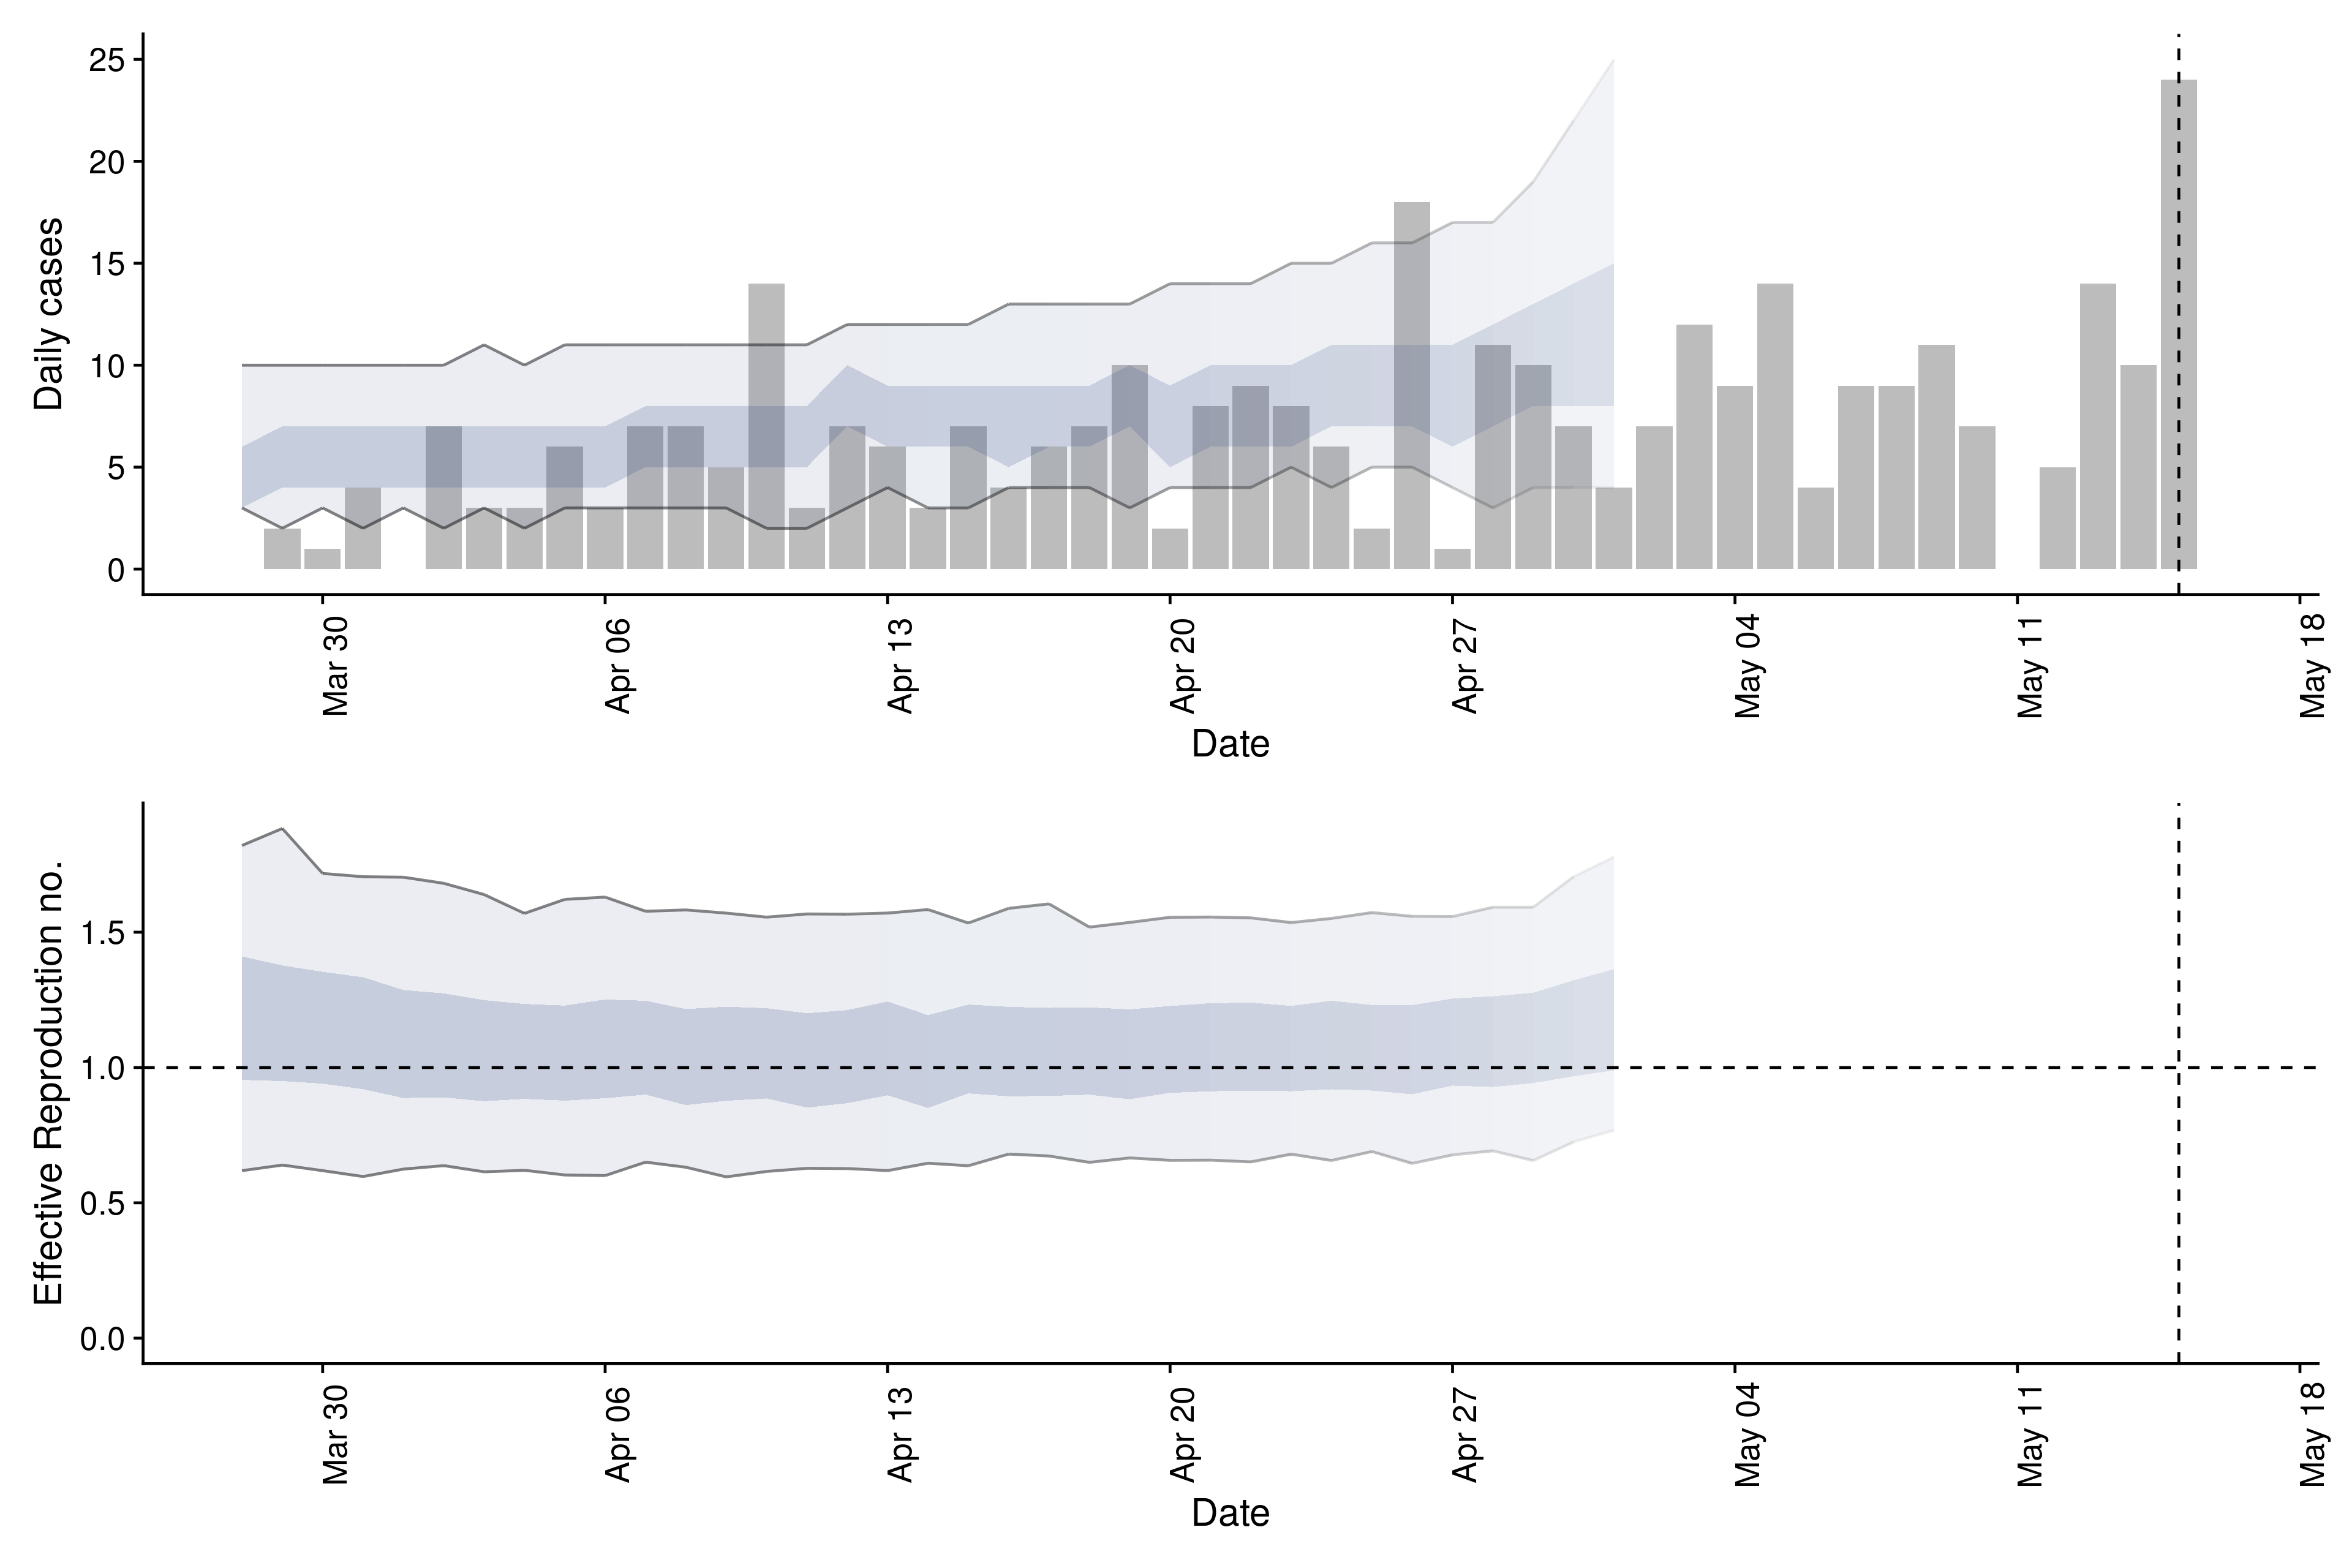 Daily cases
25
20
15
10
5
0
Mar 30
Apr 06
Apr 13
Apr 20
Apr 27
May 04
May 11
May 18
Date
Effective Reproduction no.
1.5
1.0
0.5
0.0
Mar 30
Apr 06
Apr 13
Apr 20
Apr 27
May 04
May 11
May 18
Date